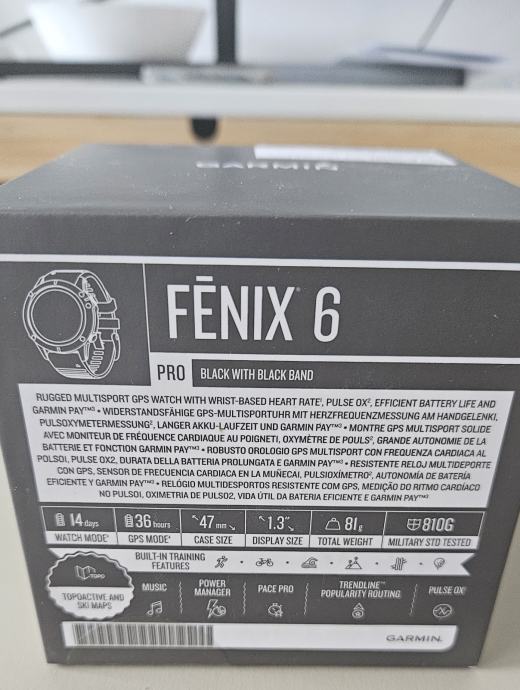 GARMIN
FĒNIX® 6
PRO BLACK WITH BLACK BAND
RUGGED MULTISPORT GPS WATCH WITH WRIST-BASED HEART RATE¹, PULSE OX², EFFICIENT BATTERY LIFE AND
GARMIN PAY™³ • WIDERSTANDSFÄHIGE GPS-MULTISPORTUHR MIT HERZFREQUENZMESSUNG AM HANDGELENK¹,
PULSOXYMETERMESSUNG², LANGER AKKU-LAUFZEIT UND GARMIN PAY™³ • MONTRE GPS MULTISPORT SOLIDE
AVEC MONITEUR DE FRÉQUENCE CARDIAQUE AU POIGNET¹, OXYMÈTRE DE POULS², GRANDE AUTONOMIE DE LA
BATTERIE ET FONCTION GARMIN PAY™³ • ROBUSTO OROLOGIO GPS MULTISPORT CON FREQUENZA CARDIACA AL
POLSO¹, PULSE OX2, DURATA DELLA BATTERIA PROLUNGATA E GARMIN PAY™³ • RESISTENTE RELOJ MULTIDEPORTE
CON GPS, SENSOR DE FRECUENCIA CARDIACA EN LA MUÑECA¹, PULSIOXÍMETRO², AUTONOMÍA DE BATERÍA
EFICIENTE Y GARMIN PAY™³ • RELÓGIO MULTIDESPORTOS RESISTENTE COM GPS, MEDIÇÃO DO RITMO CARDÍACO
NO PULSO1, OXIMETRIA DE PULSO2, VIDA ÚTIL DA BATERIA EFICIENTE E GARMIN PAY™³
14 days 36 hours 47 mm 1.3" 81 g 810G
WATCH MODE⁴ GPS MODE⁴ CASE SIZE DISPLAY SIZE TOTAL WEIGHT MILITARY STD TESTED
BUILT-IN TRAINING
FEATURES
TOPO
TOPOACTIVE AND
SKI MAPS
MUSIC
POWER
MANAGER
PACE PRO
TRENDLINE™
POPULARITY ROUTING
PULSE OX²
GARMIN.